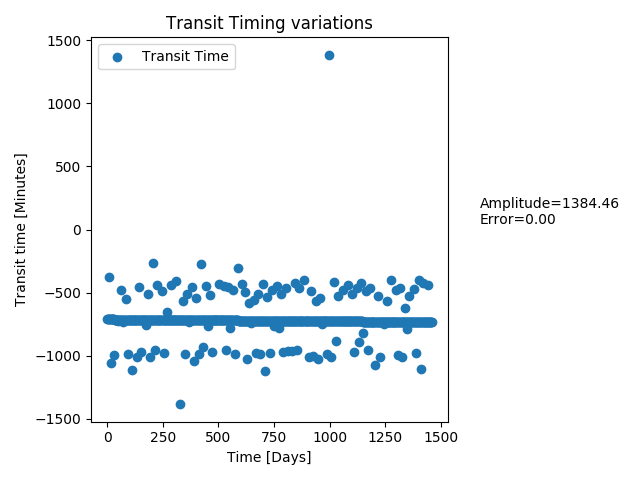 Transit Timing variations
Transit Time
1500
1000
500
0
−500
−1000
−1500
Transit time [Minutes]
0
250
500
750
1000
1250
1500
Time [Days]
Amplitude=1384.46
Error=0.00